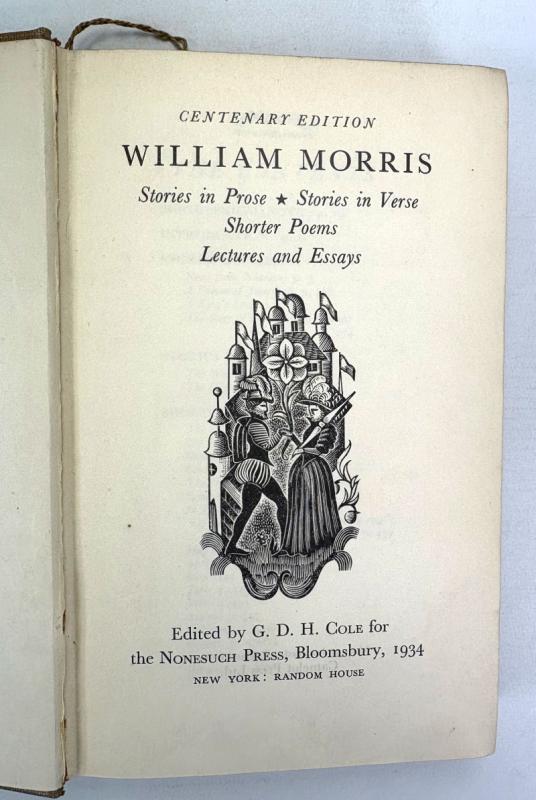 CENTENARY EDITION
WILLIAM MORRIS
Stories in Prose ★ Stories in Verse
Shorter Poems
Lectures and Essays
Edited by G. D. H. COLE for
the NONESUCH PRESS, Bloomsbury, 1934
NEW YORK: RANDOM HOUSE